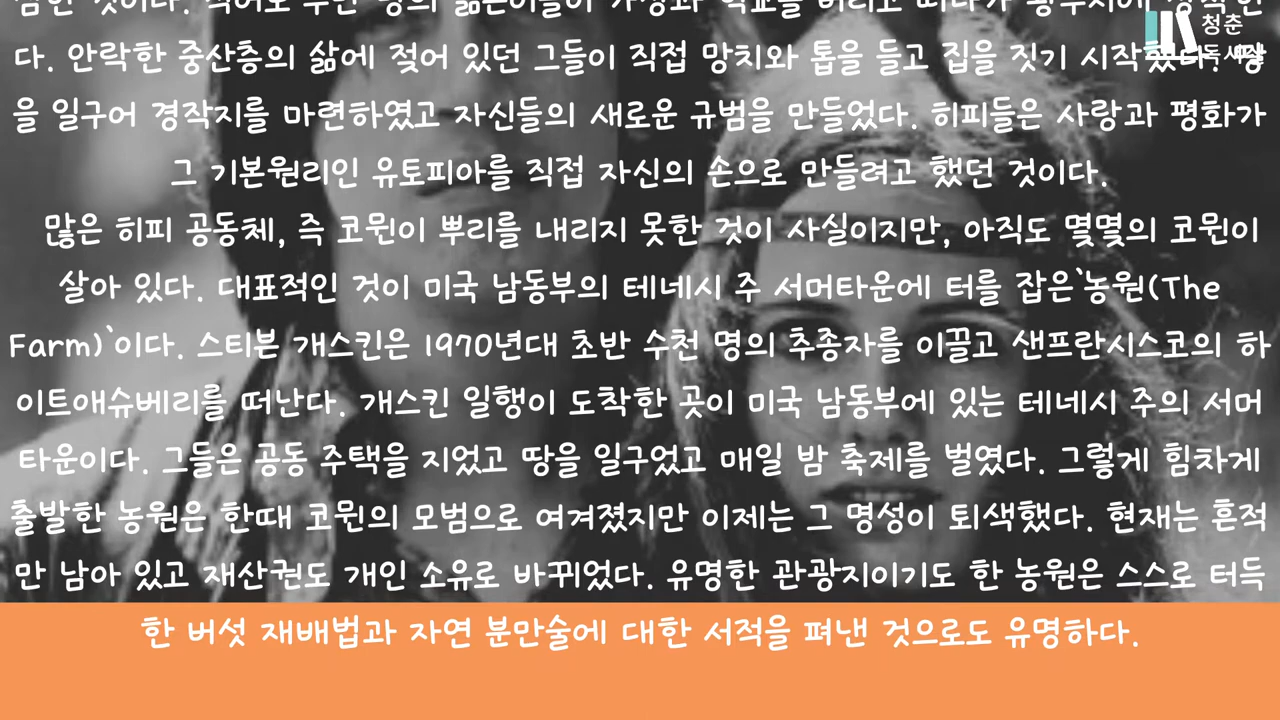 다. 안락한 중산층의 삶에 젖어 있던 그들이 직접 망치와 톱을 들고 집을 짓기 시작했다. 땅
을 일구어 경작지를 마련하였고 자신들의 새로운 규범을 만들었다. 히피들은 사랑과 평화가
그 기본원리인 유토피아를 직접 자신의 손으로 만들려고 했던 것이다.
많은 히피 공동체, 즉 코뮌이 뿌리를 내리지 못한 것이 사실이지만, 아직도 몇몇의 코뮌이
살아 있다. 대표적인 것이 미국 남동부의 테네시 주 서머타운에 터를 잡은`농원(The
Farm)`이다. 스티븐 개스킨은 1970년대 초반 수천 명의 추종자를 이끌고 샌프란시스코의 하
이트애슈베리를 떠난다. 개스킨 일행이 도착한 곳이 미국 남동부에 있는 테네시 주의 서머
타운이다. 그들은 공동 주택을 지었고 땅을 일구었고 매일 밤 축제를 벌였다. 그렇게 힘차게
출발한 농원은 한때 코뮌의 모범으로 여겨졌지만 이제는 그 명성이 퇴색했다. 현재는 흔적
만 남아 있고 재산권도 개인 소유로 바뀌었다. 유명한 관광지이기도 한 농원은 스스로 터득
한 버섯 재배법과 자연 분만술에 대한 서적을 펴낸 것으로도 유명하다.
청춘